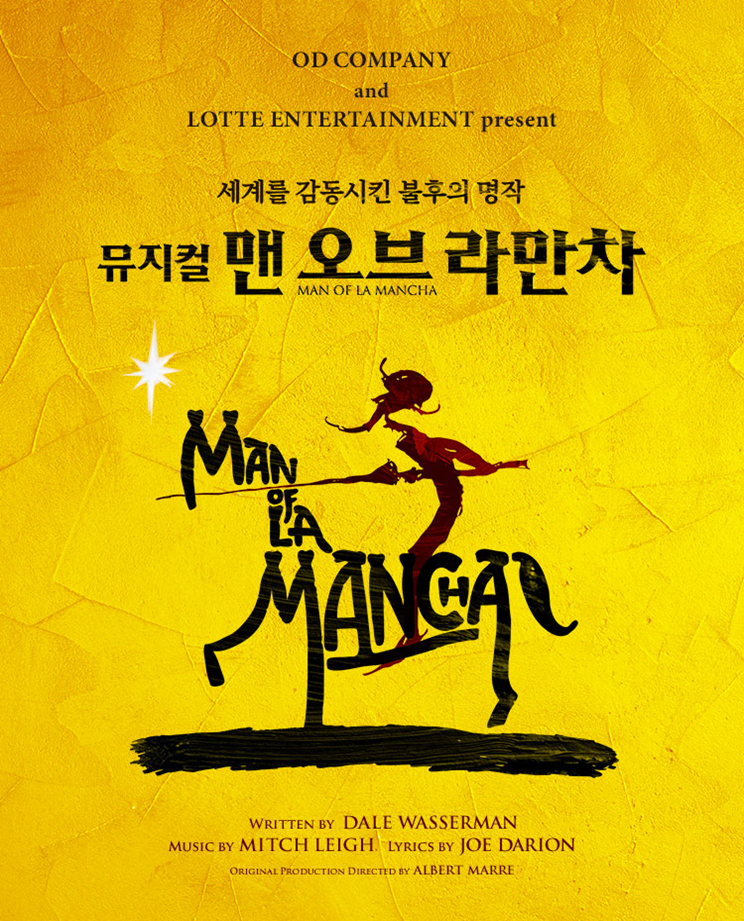 OD COMPANY
and
LOTTE ENTERTAINMENT present
세계를 감동시킨 불후의 명작
뮤지컬 맨 오브 라만차
MAN OF LA MANCHA
MAN
OF
LA
MANCHA
WRITTEN BY DALE WASSERMAN
MUSIC BY MITCH LEIGH LYRICS BY JOE DARION
ORIGINAL PRODUCTION DIRECTED BY ALBERT MARRE